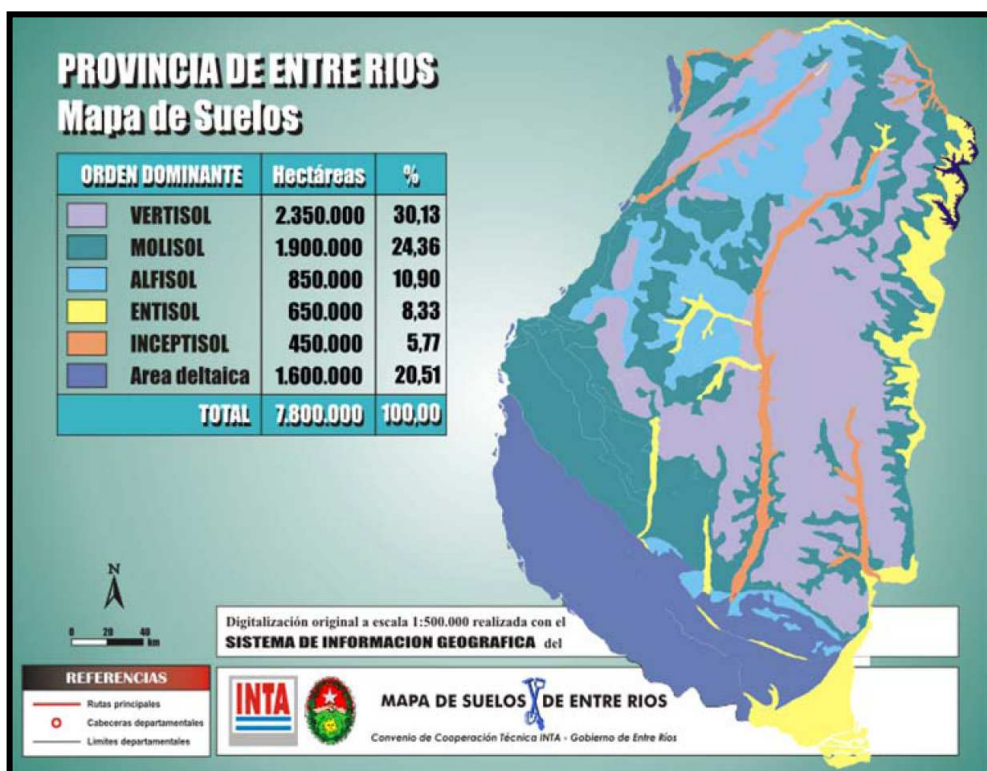 PROVINCIA DE ENTRE RIOS
Mapa de Suelos
ORDEN DOMINANTE Hectáreas %
VERTISOL 2.350.000 30,13
MOLISOL 1.900.000 24,36
ALFISOL 850.000 10,90
ENTISOL 650.000 8,33
INCEPTISOL 450.000 5,77
Area deltaica 1.600.000 20,51
TOTAL 7.800.000 100,00
N
0 20 40
km
Digitalización original a escala 1:500.000 realizada con el
SISTEMA DE INFORMACION GEOGRAFICA del
REFERENCIAS
Rutas principales
Cabeceras departamentales
Limites departamentales
INTA
MAPA DE SUELOS DE ENTRE RIOS
Convenio de Cooperación Técnica INTA - Gobierno de Entre Ríos